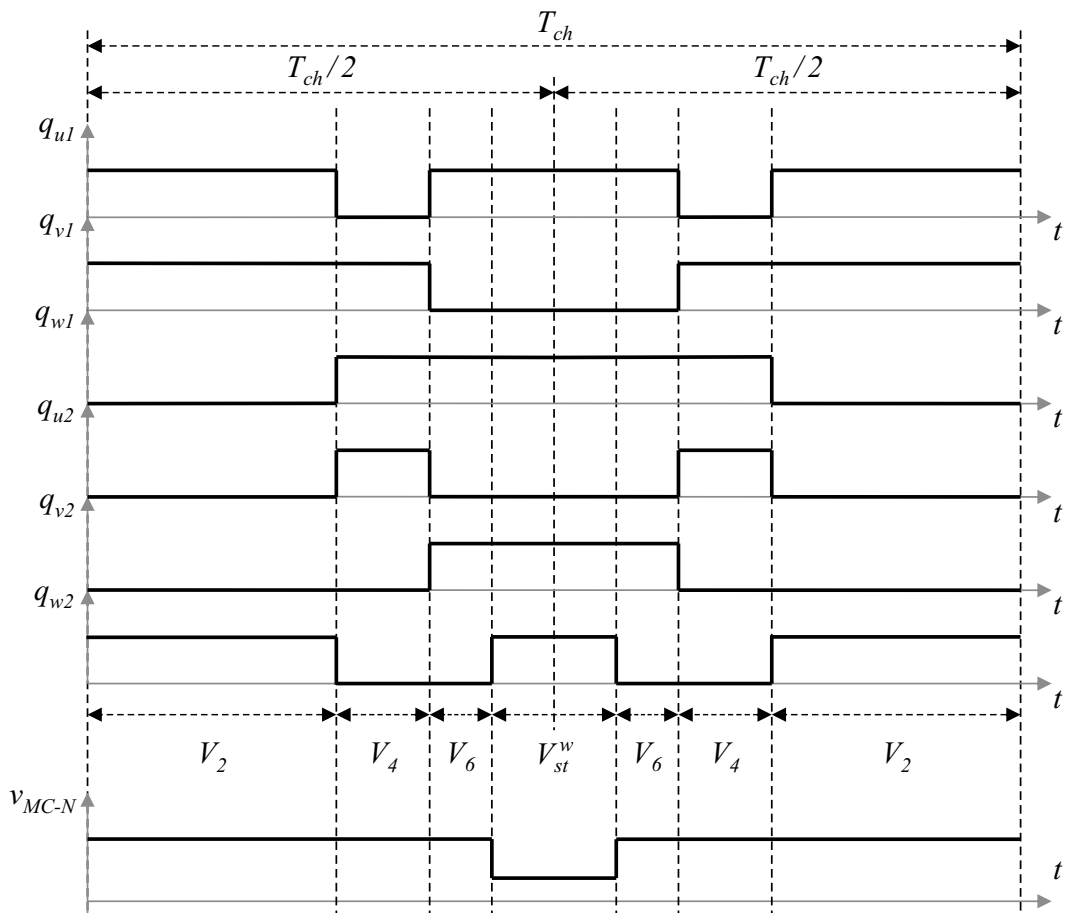 T_ch
T_ch/2 T_ch/2
q_u1
t
q_v1
t
q_w1
t
q_u2
t
q_v2
t
q_w2
t
V_2 V_4 V_6 V_st^w V_6 V_4 V_2
v_MC-N
t